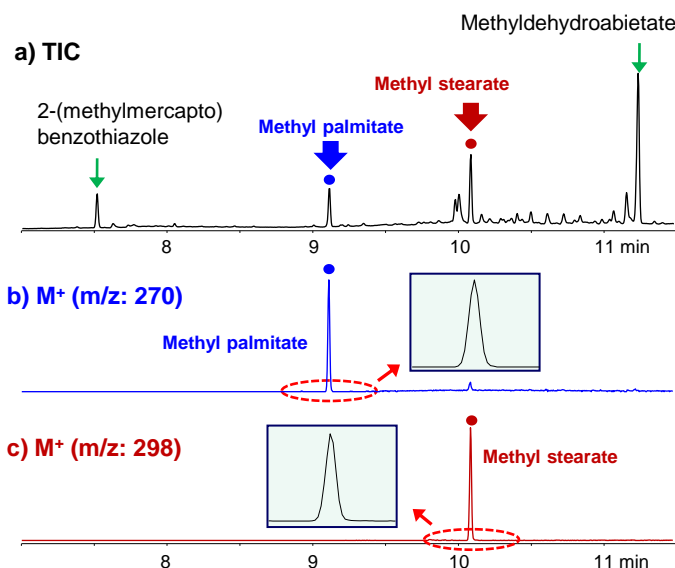 Methyldehydroabietate
a) TIC
Methyl stearate
2-(methylmercapto)
benzothiazole
Methyl palmitate
8 9 10 11 min
b) M⁺ (m/z: 270)
Methyl palmitate
c) M⁺ (m/z: 298)
Methyl stearate
8 9 10 11 min